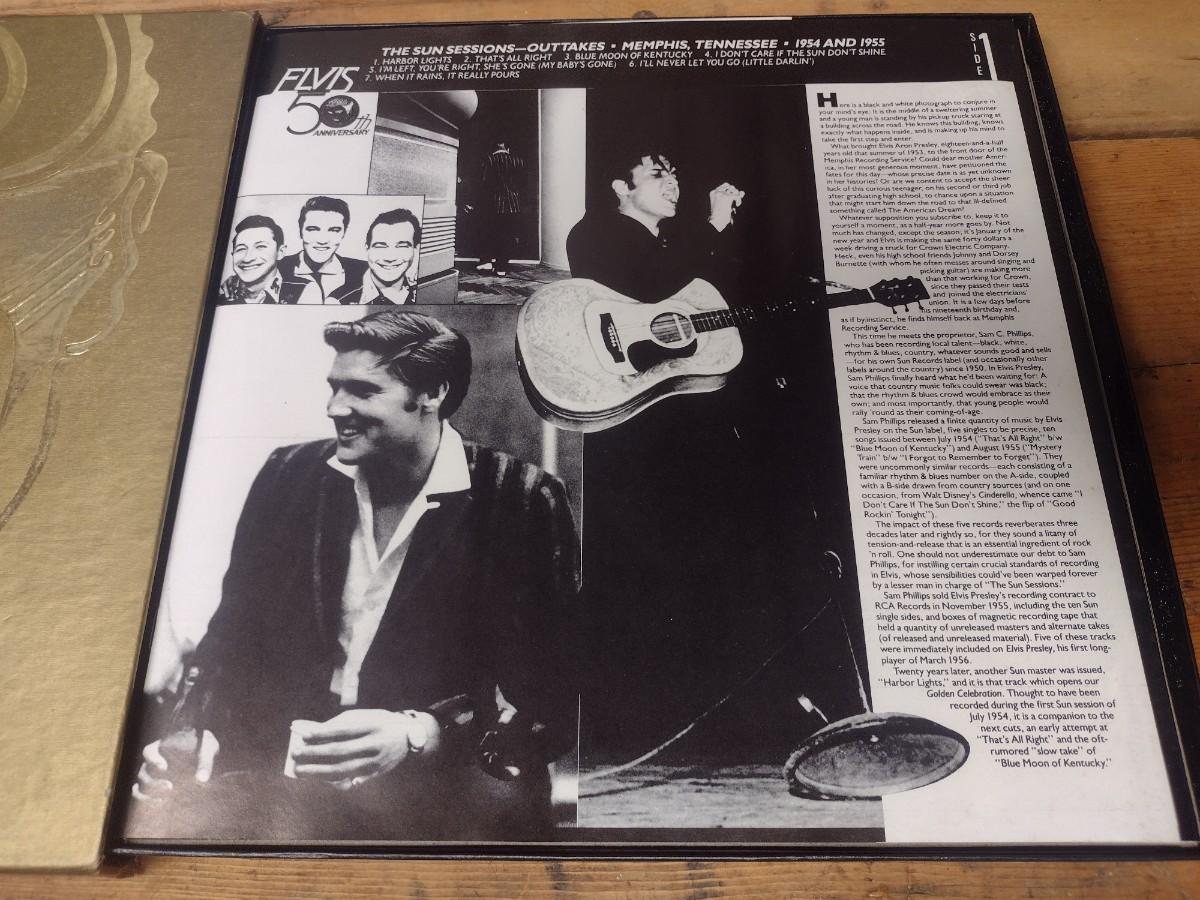 THE SUN SESSIONS—OUTTAKES • MEMPHIS, TENNESSEE • 1954 AND 1955
1. HARBOR LIGHTS 2. THAT'S ALL RIGHT 3. BLUE MOON OF KENTUCKY 4. I DON'T CARE IF THE SUN DON'T SHINE
5. I'M LEFT, YOU'RE RIGHT, SHE'S GONE (MY BABY'S GONE) 6. I'LL NEVER LET YOU GO (LITTLE DARLIN')
7. WHEN IT RAINS, IT REALLY POURS
SIDE 1
ELVIS
50th
ANNIVERSARY
Here is a black and white photograph to conjure in
your mind's eye: It is the middle of a sweltering summer
and a young man is standing by his pickup truck staring at
a building across the road. He knows this building, knows
exactly what happens inside, and is making up his mind to
take the first step and enter.
What brought Elvis Aron Presley, eighteen-and-a-half
years old that summer of 1953, to the front door of the
Memphis Recording Service? Could dear mother Amer-
ica, in her most generous moment, have petitioned the
fates for this day—whose precise date is as yet unknown
in her histories? Or are we content to accept the sheer
luck of this curious teenager, on his second or third job
after graduating high school, to chance upon a situation
that might start him down the road to that ill-defined
something called The American Dream?
Whatever supposition you subscribe to, keep it to
yourself a moment, as a half-year more goes by. Not
much has changed, except the season; it's January of the
new year and Elvis is making the same forty dollars a
week driving a truck for Crown Electric Company.
Heck, even his high school friends Johnny and Dorsey
Burnette (with whom he often messes around singing and
picking guitar) are making more
than that working for Crown,
since they passed their tests
and joined the electricians'
union. It is a few days before
his nineteenth birthday and,
as if by instinct, he finds himself back at Memphis
Recording Service.
This time he meets the proprietor, Sam C. Phillips,
who has been recording local talent—black, white,
rhythm & blues, country, whatever sounds good and sells
—for his own Sun Records label (and occasionally other
labels around the country) since 1950. In Elvis Presley,
Sam Phillips finally heard what he'd been waiting for: A
voice that country music folks could swear was black;
that the rhythm & blues crowd would embrace as their
own; and most importantly, that young people would
rally 'round as their coming-of-age.
Sam Phillips released a finite quantity of music by Elvis
Presley on the Sun label, five singles to be precise, ten
songs issued between July 1954 ("That's All Right" b/w
"Blue Moon of Kentucky") and August 1955 ("Mystery
Train" b/w "I Forgot to Remember to Forget"). They
were uncommonly similar records—each consisting of a
familiar rhythm & blues number on the A-side, coupled
with a B-side drawn from country sources (and on one
occasion, from Walt Disney's Cinderella, whence came "I
Don't Care If The Sun Don't Shine," the flip of "Good
Rockin' Tonight").
The impact of these five records reverberates three
decades later and rightly so, for they sound a litany of
tension-and-release that is an essential ingredient of rock
'n roll. One should not underestimate our debt to Sam
Phillips, for instilling certain crucial standards of recording
in Elvis, whose sensibilities could've been warped forever
by a lesser man in charge of "The Sun Sessions."
Sam Phillips sold Elvis Presley's recording contract to
RCA Records in November 1955, including the ten Sun
single sides, and boxes of magnetic recording tape that
held a quantity of unreleased masters and alternate takes
(of released and unreleased material). Five of these tracks
were immediately included on Elvis Presley, his first long-
player of March 1956.
Twenty years later, another Sun master was issued,
"Harbor Lights," and it is that track which opens our
Golden Celebration. Thought to have been
recorded during the first Sun session of
July 1954, it is a companion to the
next cuts, an early attempt at
"That's All Right" and the oft-
rumored "slow take" of
"Blue Moon of Kentucky."